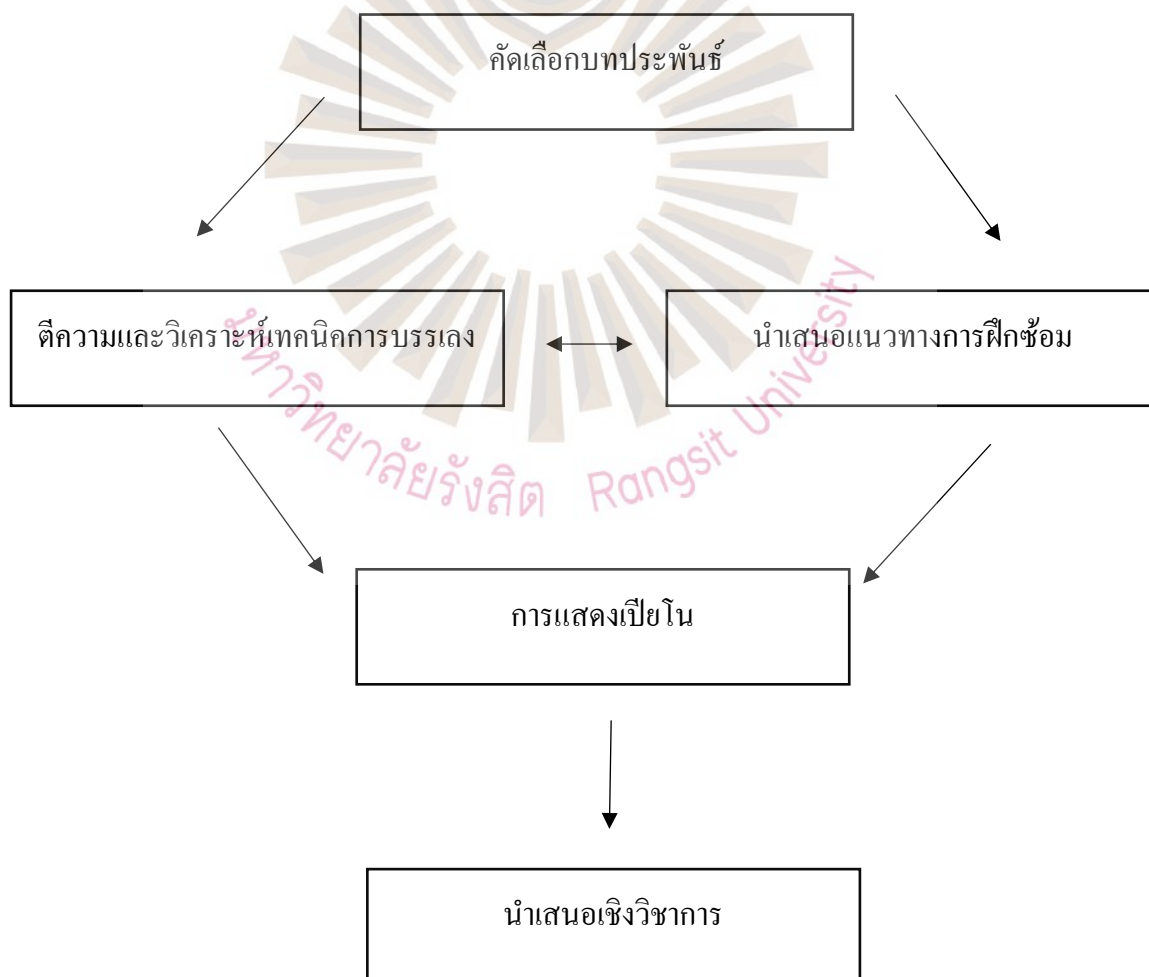 คัดเลือกบทประพันธ์
ตีความและวิเคราะห์เทคนิคการบรรเลง
นำเสนอแนวทางการฝึกซ้อม
มหาวิทยาลัยรังสิต Rangsit University
การแสดงเปียโน
นำเสนอเชิงวิชาการ